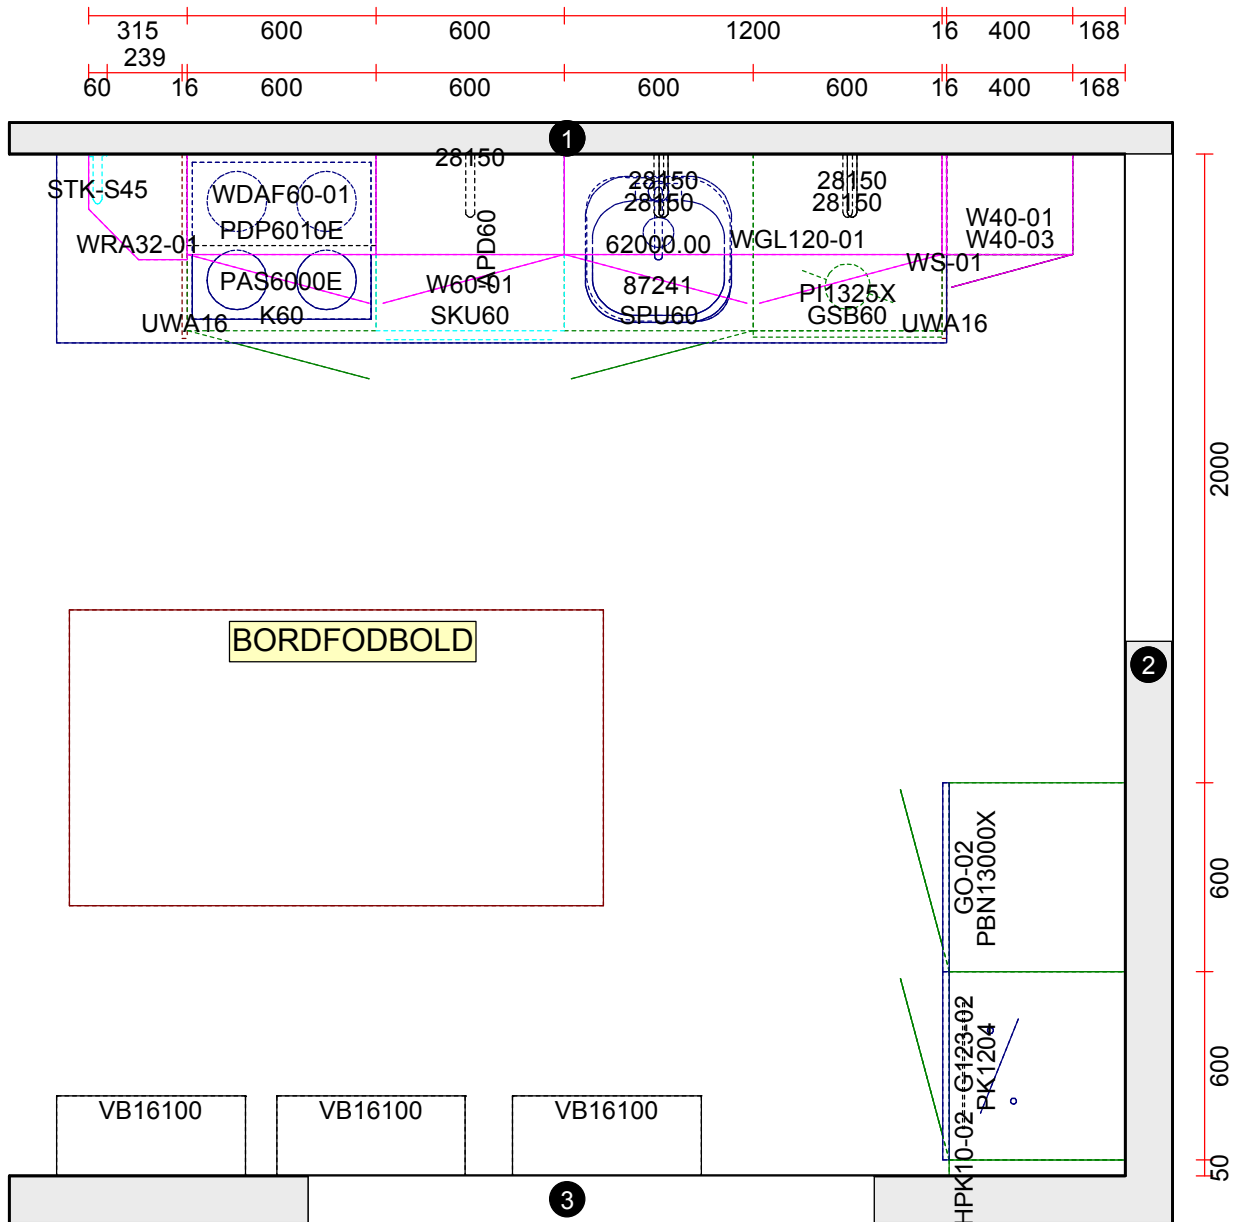 315 600 600 1200 16 400 168
239
60 16 600 600 600 600 16 400 168
1
28150
STK-S45
WDAF60-01
28150
28150
28150
28150
PDP6010E
APD60
WRA32-01
62000.00
WGL120-01
W40-01
W40-03
WS-01
PAS6000E
W60-01
87241
PI1325X
UWA16
K60
SKU60
SPU60
GSB60
UWA16
2000
BORDFODBOLD
2
GO-02
PBN13000X
600
HPK10-02
G123-02
PK1204
600
VB16100
VB16100
VB16100
50
3